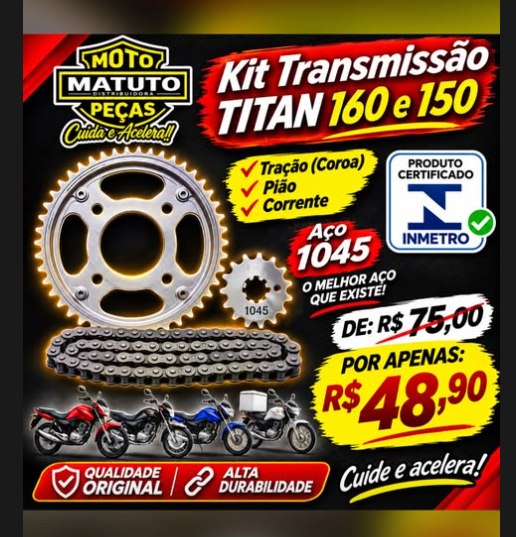 MOTO
MATUTO
DISTRIBUIDORA
PEÇAS
Cuida e Acelera!!
Kit Transmissão
TITAN 160 e 150
Tração (Coroa)
Pião
Corrente
PRODUTO
CERTIFICADO
INMETRO
Aço
1045
O MELHOR AÇO
QUE EXISTE!
1045
DE: R$ 75,00
POR APENAS:
R$ 48,90
QUALIDADE
ORIGINAL
ALTA
DURABILIDADE
Cuide e acelera!